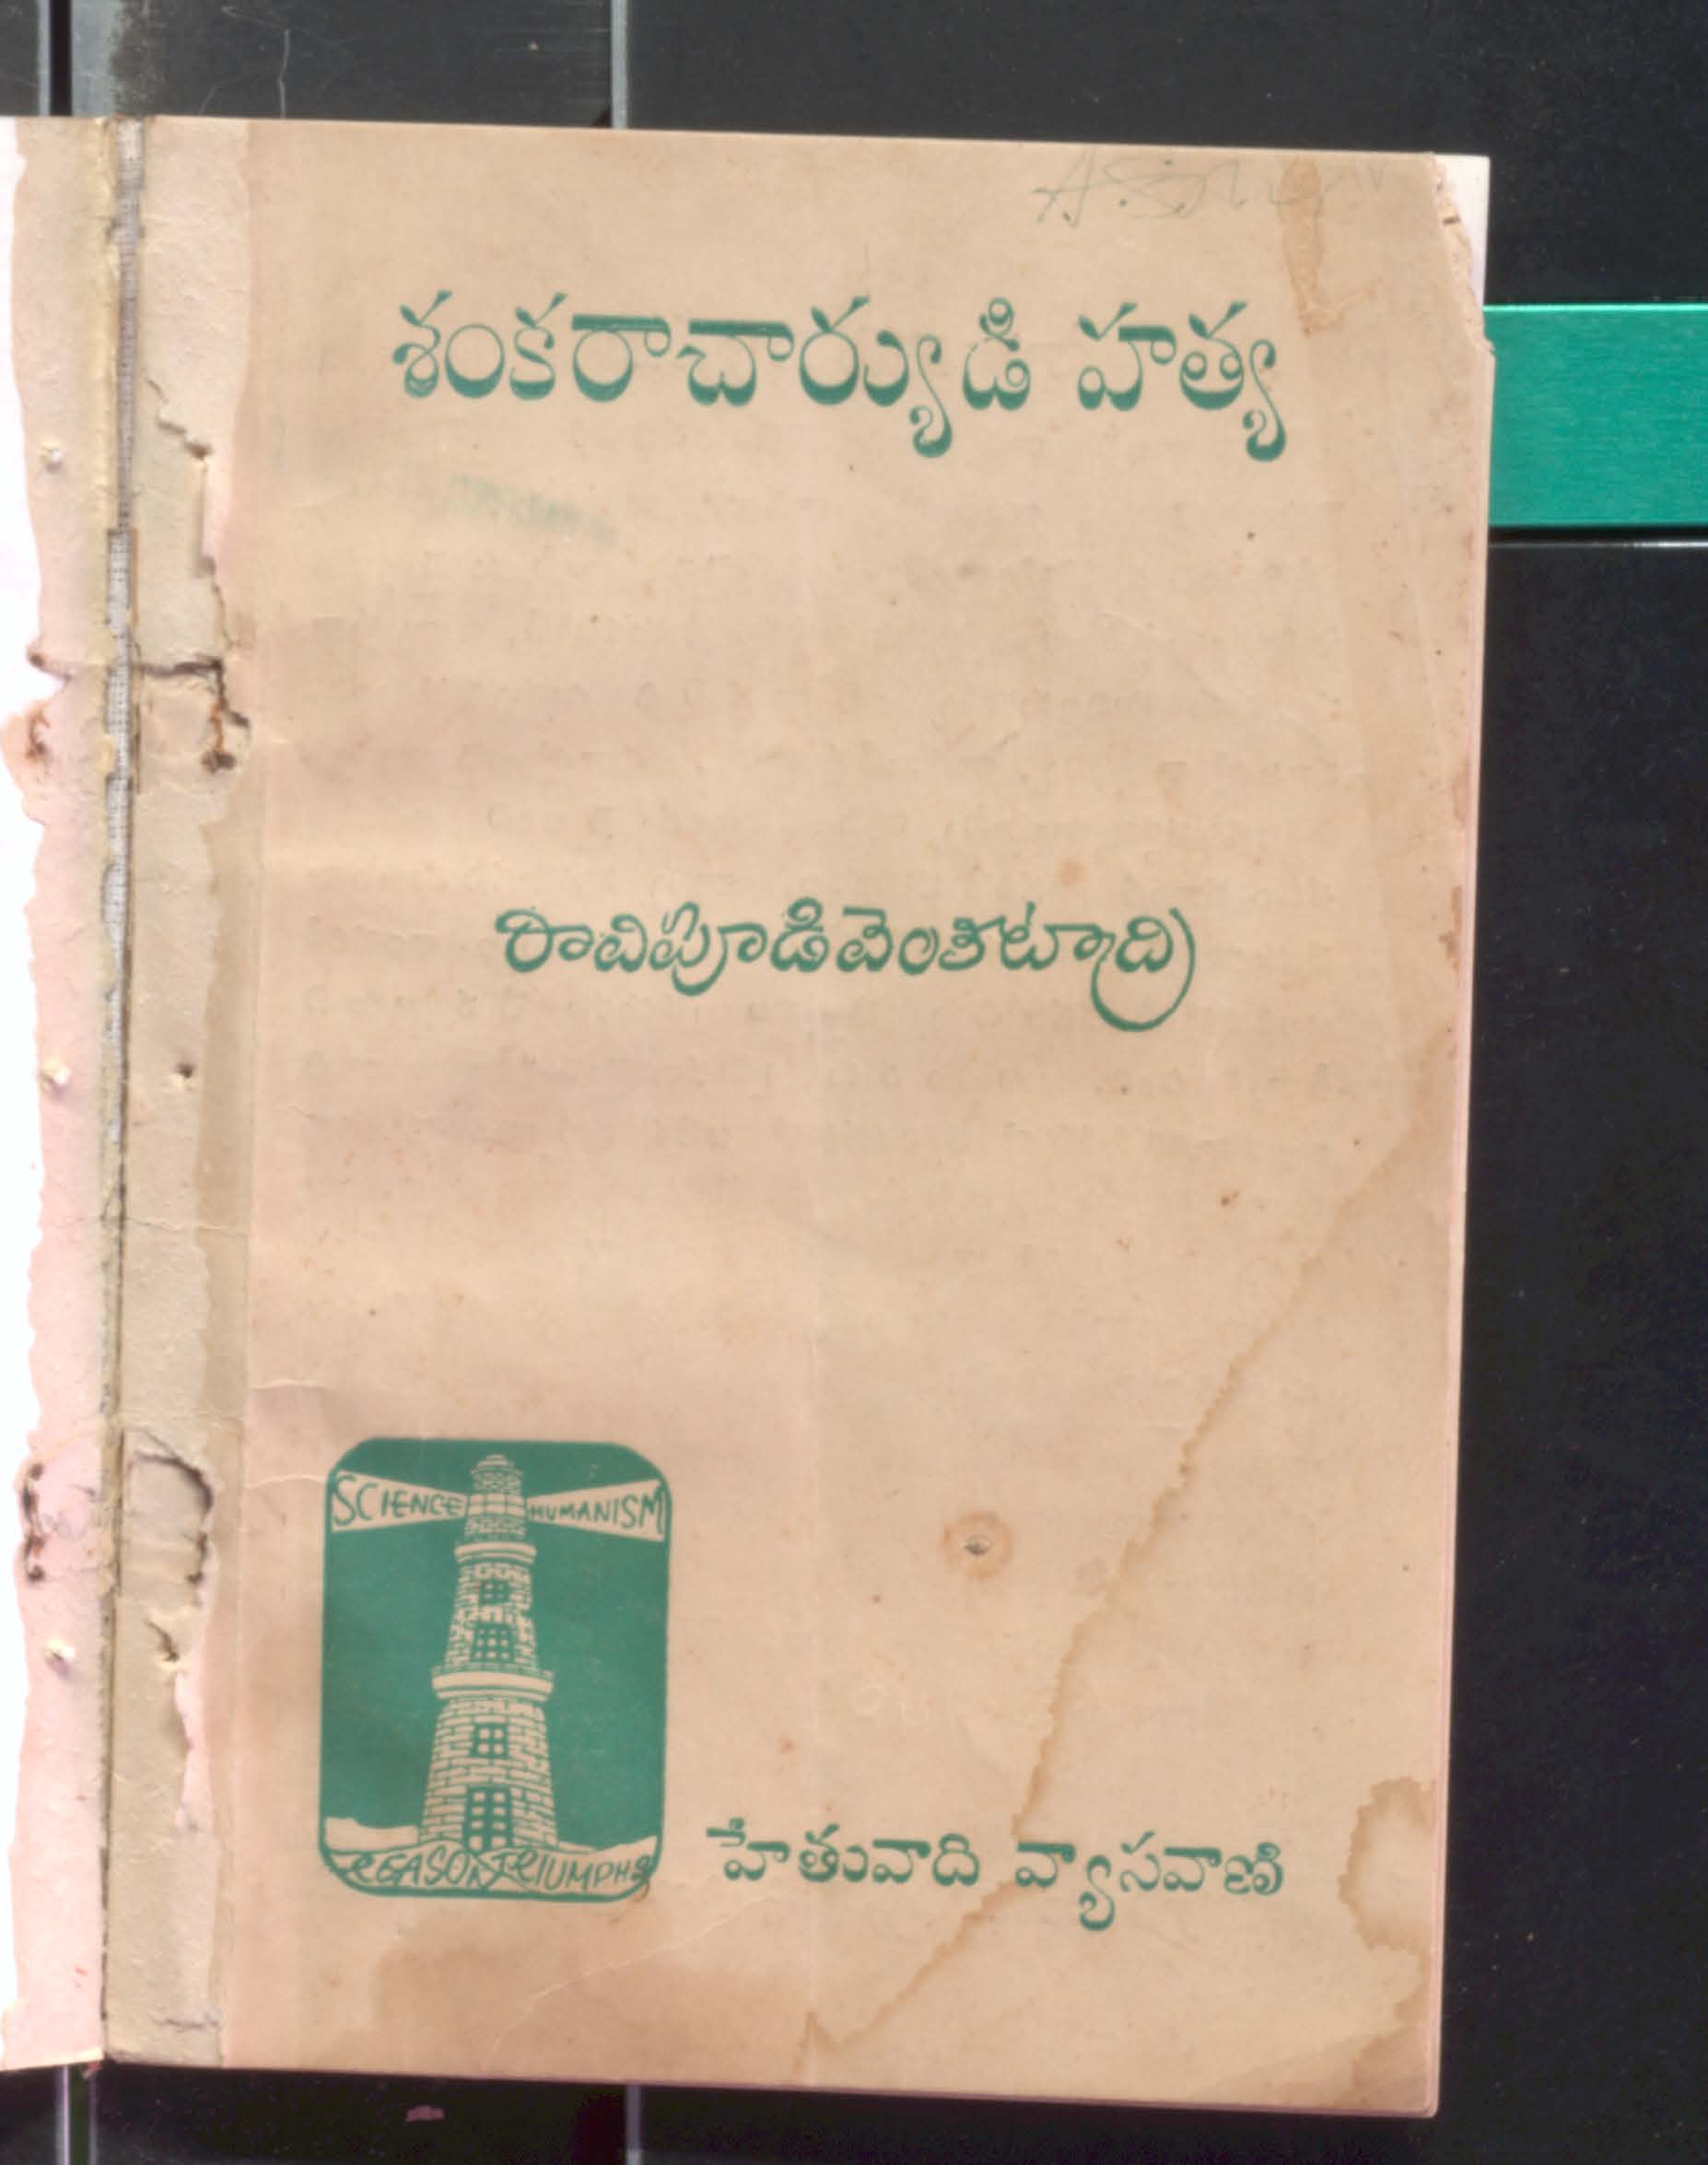 శంకరాచార్యుడి హత్య
రావిపూడి వెంకటాద్రి
SCIENCE HUMANISM
REASON TRIUMPHS
హేతువాది వ్యాసవాణి